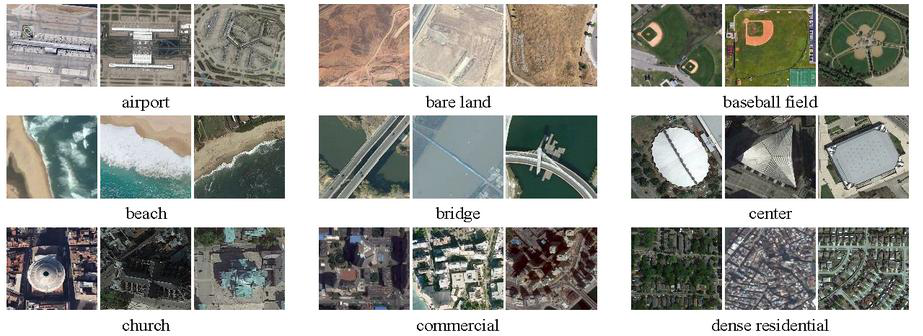 airport
bare land
baseball field
beach
bridge
center
church
commercial
dense residential